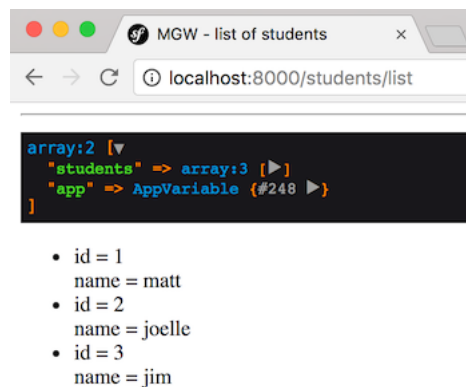 MGW - list of students
localhost:8000/students/list
array:2 [▼
"students" => array:3 [▶]
"app" => AppVariable {#248 ▶}
]
• id = 1
name = matt
• id = 2
name = joelle
• id = 3
name = jim